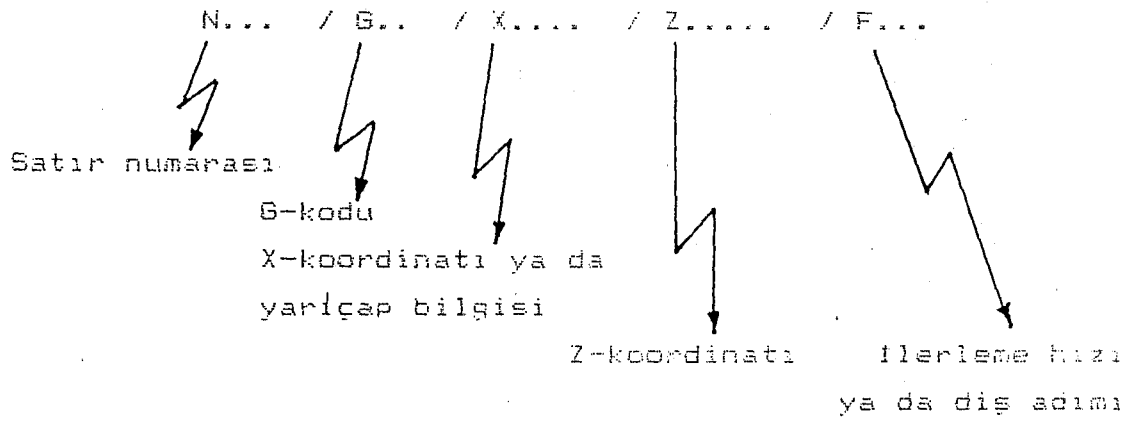 N... / G.. / X.... / Z..... / F...
Satır numarası
G-kodu
X-koordinatı ya da
yarıçap bilgisi
Z-koordinatı İlerleme hızı
ya da diş adımı